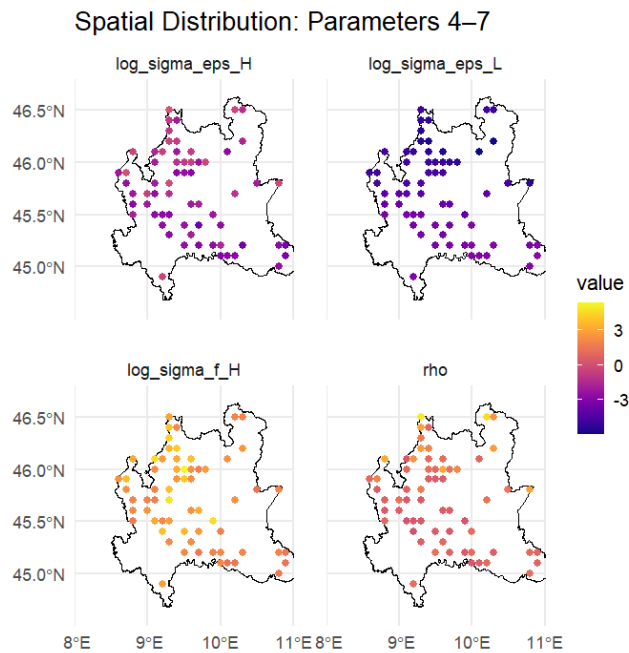 Spatial Distribution: Parameters 4–7
log_sigma_eps_H
log_sigma_eps_L
46.5°N
46.0°N
45.5°N
45.0°N
value
3
0
-3
log_sigma_f_H
rho
46.5°N
46.0°N
45.5°N
45.0°N
8°E 9°E 10°E 11°E 8°E 9°E 10°E 11°E